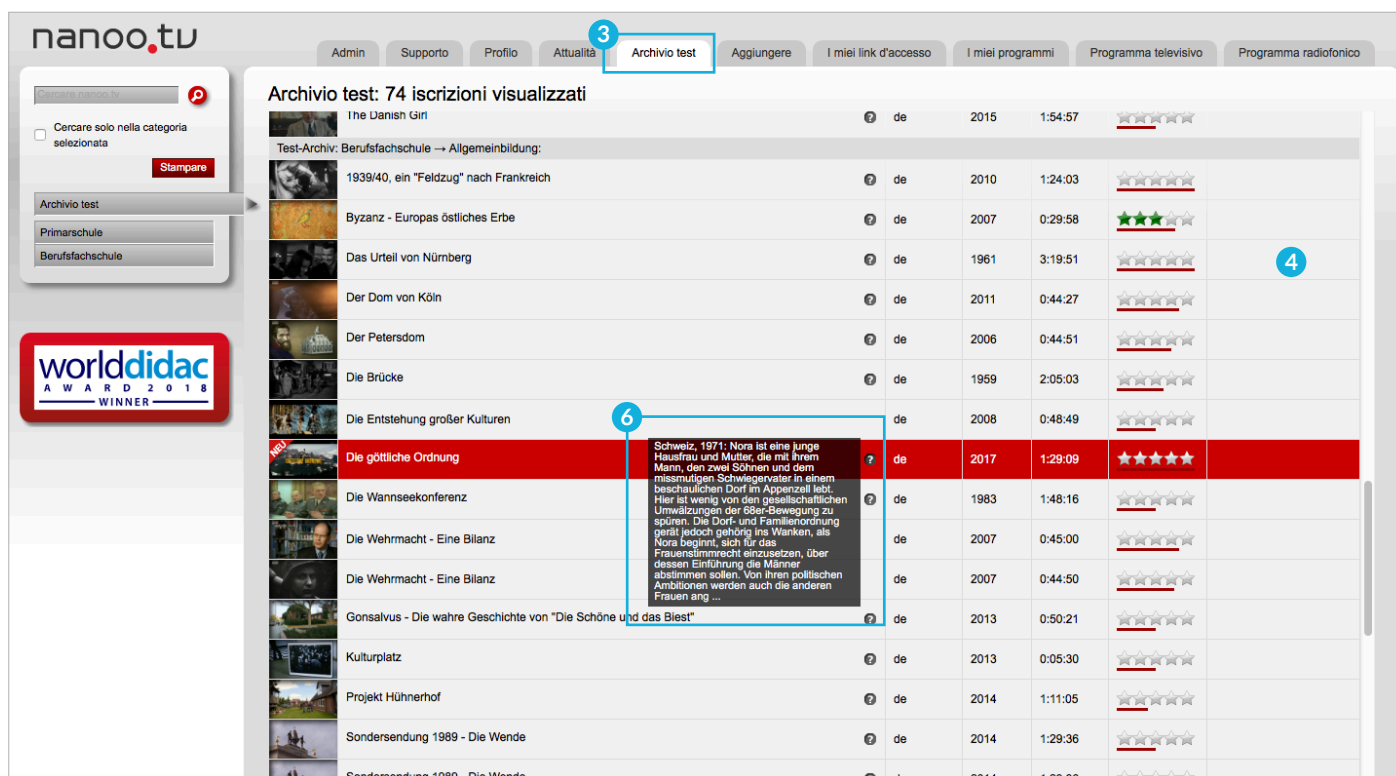 nanoo.tv
3
Admin Supporto Profilo Attualità Archivio test Aggiungere I miei link d'accesso I miei programmi Programma televisivo Programma radiofonico
Cercare nanoo.tv
Cercare solo nella categoria
selezionata
Stampare
Archivio test
Primarschule
Berufsfachschule
worlddidac
AWARD 2018
WINNER
Archivio test: 74 iscrizioni visualizzati
The Danish Girl ? de 2015 1:54:57
Test-Archiv: Berufsfachschule → Allgemeinbildung:
1939/40, ein "Feldzug" nach Frankreich ? de 2010 1:24:03
Byzanz - Europas östliches Erbe ? de 2007 0:29:58
Das Urteil von Nürnberg ? de 1961 3:19:51
4
Der Dom von Köln ? de 2011 0:44:27
Der Petersdom ? de 2006 0:44:51
Die Brücke ? de 1959 2:05:03
Die Entstehung großer Kulturen de 2008 0:48:49
6
NEU Die göttliche Ordnung ? de 2017 1:29:09
Schweiz, 1971: Nora ist eine junge
Hausfrau und Mutter, die mit ihrem
Mann, den zwei Söhnen und dem
missmutigen Schwiegervater in einem
beschaulichen Dorf im Appenzell lebt.
Hier ist wenig von den gesellschaftlichen
Umwälzungen der 68er-Bewegung zu
spüren. Die Dorf- und Familienordnung
gerät jedoch gehörig ins Wanken, als
Nora beginnt, sich für das
Frauenstimmrecht einzusetzen, über
dessen Einführung die Männer
abstimmen sollen. Von ihren politischen
Ambitionen werden auch die anderen
Frauen ang ...
Die Wannseekonferenz ? de 1983 1:48:16
Die Wehrmacht - Eine Bilanz de 2007 0:45:00
Die Wehrmacht - Eine Bilanz de 2007 0:44:50
Gonsalvus - Die wahre Geschichte von "Die Schöne und das Biest" ? de 2013 0:50:21
Kulturplatz ? de 2013 0:05:30
Projekt Hühnerhof ? de 2014 1:11:05
Sondersendung 1989 - Die Wende ? de 2014 1:29:36
Sondersendung 1989 - Die Wende